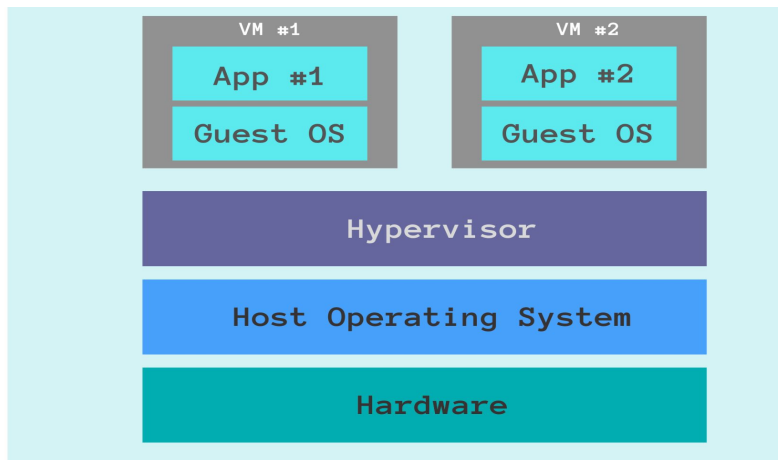 VM #1
VM #2
App #1
App #2
Guest OS
Guest OS
Hypervisor
Host Operating System
Hardware